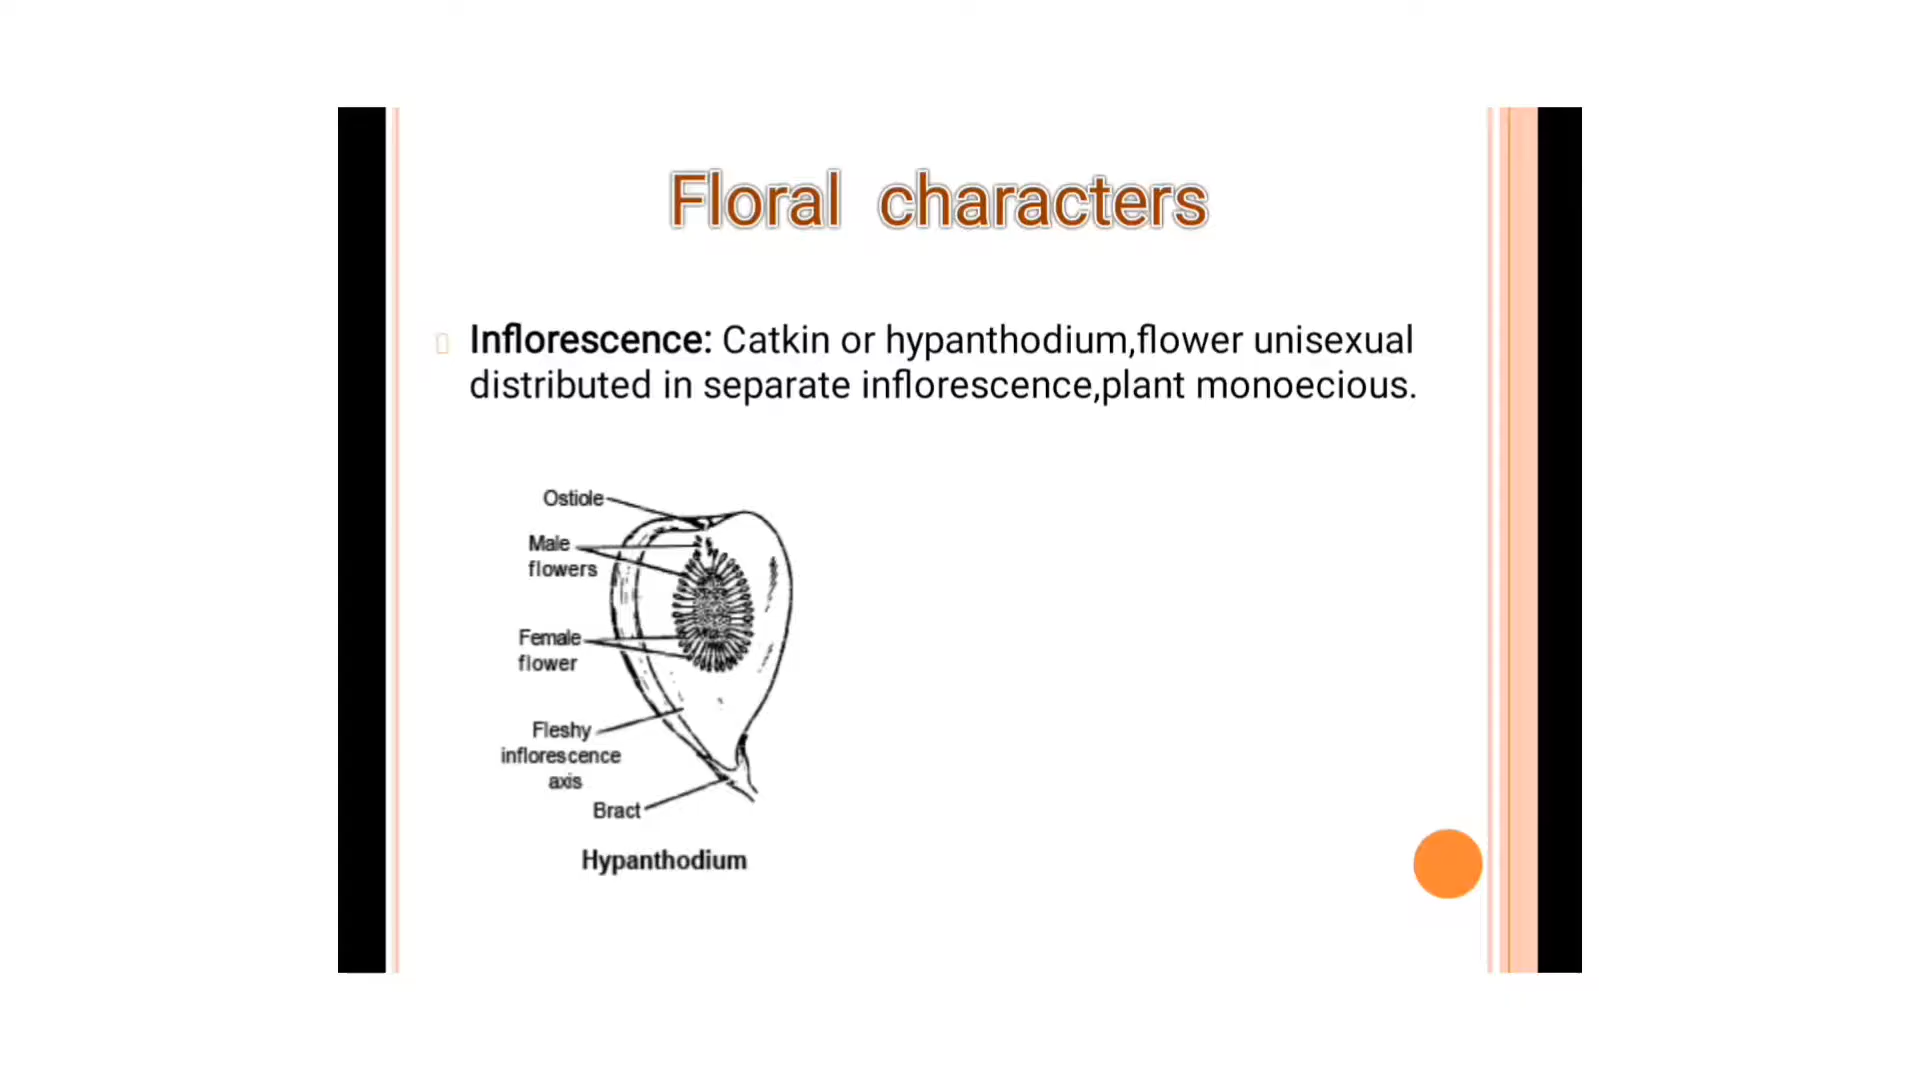 Floral characters
Inflorescence: Catkin or hypanthodium,flower unisexual
distributed in separate inflorescence,plant monoecious.
Ostiole
Male
flowers
Female
flower
Fleshy
inflorescence
axis
Bract
Hypanthodium